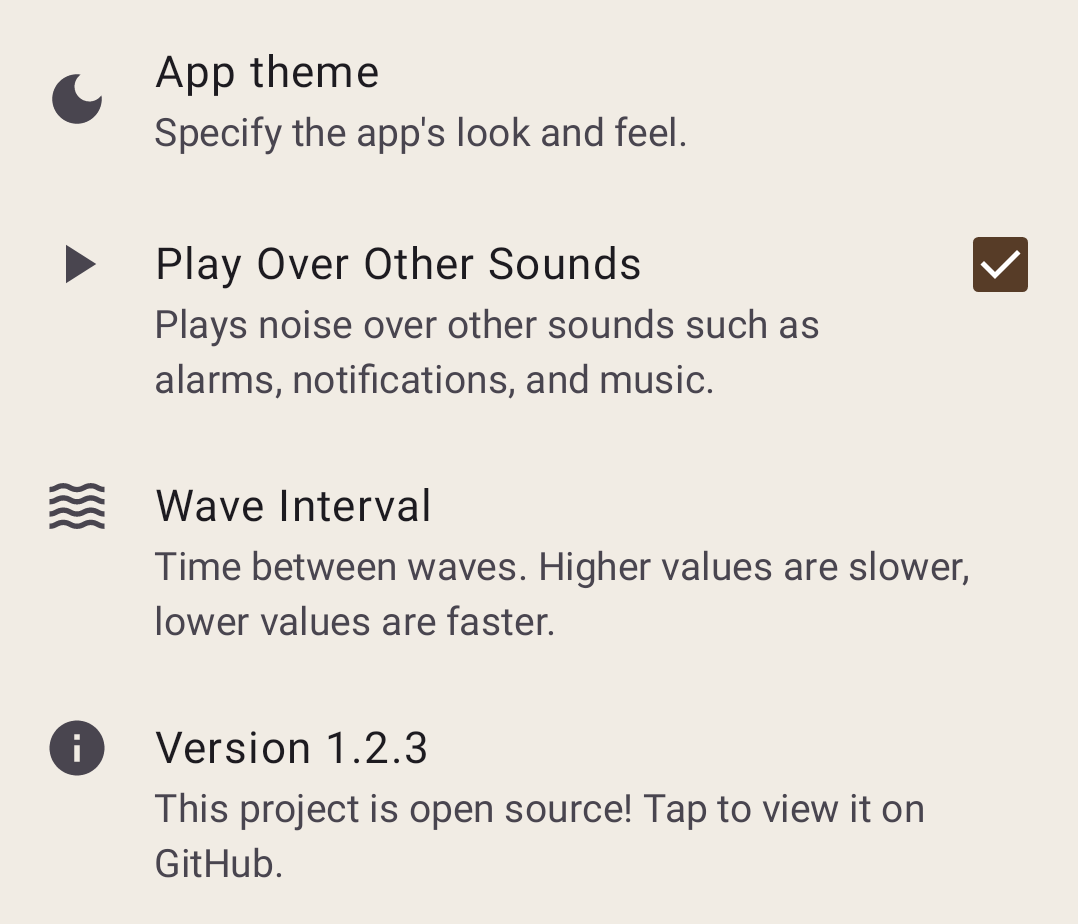 App theme
Specify the app's look and feel.
Play Over Other Sounds
Plays noise over other sounds such as
alarms, notifications, and music.
Wave Interval
Time between waves. Higher values are slower,
lower values are faster.
Version 1.2.3
This project is open source! Tap to view it on
GitHub.